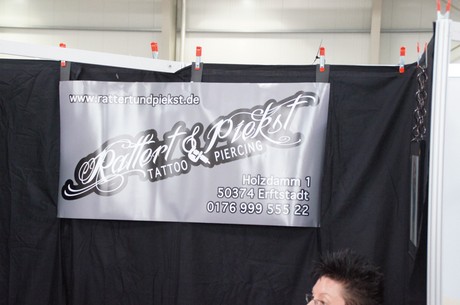 www.rattertundpiekst.de
Rattert & Piekst
TATTOO PIERCING
Holzdamm 1
50374 Erftstadt
0176 999 555 22